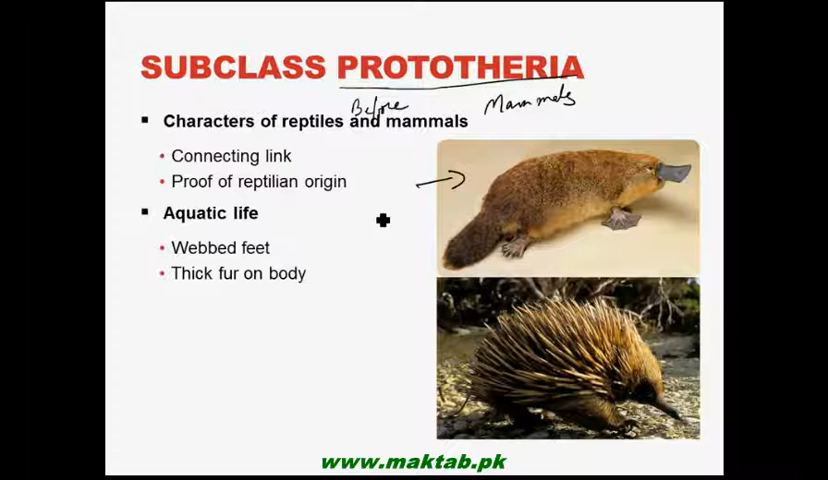 SUBCLASS PROTOTHERIA
Before Mammals
▪ Characters of reptiles and mammals
• Connecting link
• Proof of reptilian origin
▪ Aquatic life
• Webbed feet
• Thick fur on body
www.maktab.pk